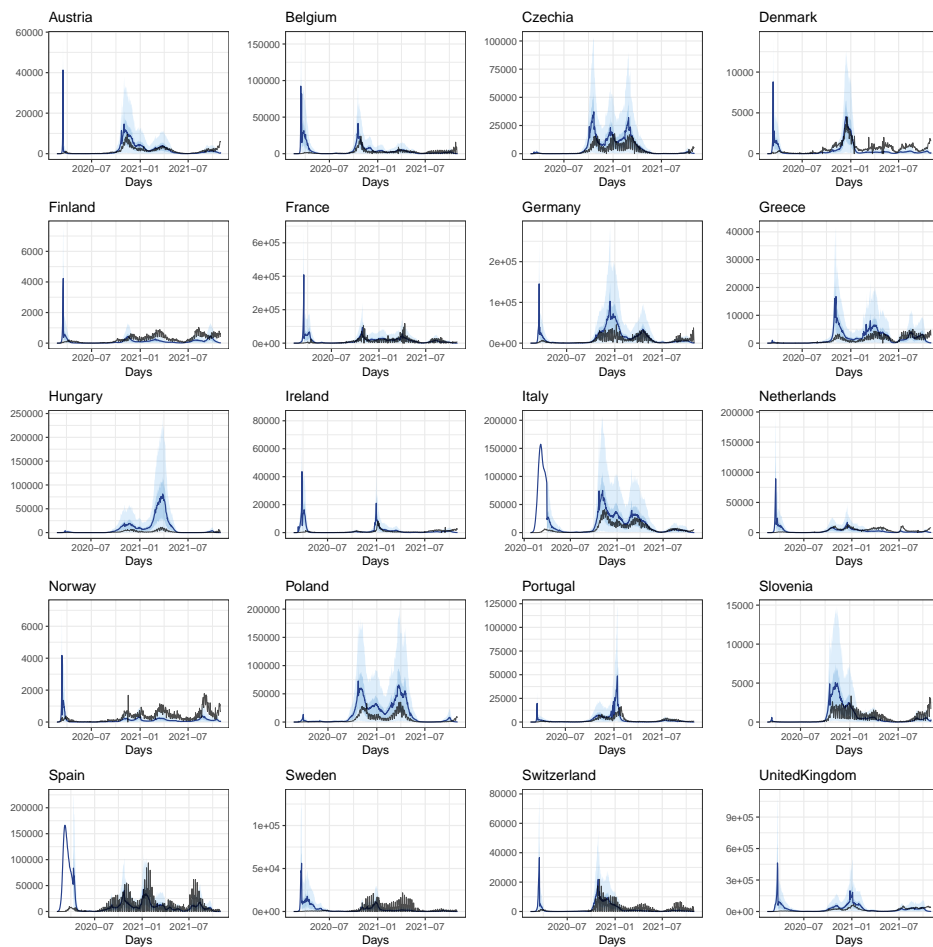 Austria Belgium Czechia Denmark
60000 150000 100000 10000
40000 100000 75000 5000
20000 50000 50000 0
0 0 25000
0
2020−07 2021−01 2021−07 2020−07 2021−01 2021−07 2020−07 2021−01 2021−07 2020−07 2021−01 2021−07
Days Days Days Days
Finland France Germany Greece
6000 6e+05 2e+05 40000
4000 4e+05 1e+05 30000
2000 2e+05 0e+00 20000
0 0e+00 10000
0
2020−07 2021−01 2021−07 2020−07 2021−01 2021−07 2020−07 2021−01 2021−07 2020−07 2021−01 2021−07
Days Days Days Days
Hungary Ireland Italy Netherlands
250000 80000 200000 200000
200000 60000 150000 150000
150000 40000 100000 100000
100000 20000 50000 50000
50000 0 0 0
0
2020−07 2021−01 2021−07 2020−07 2021−01 2021−07 2020−01 2020−07 2021−01 2021−07 2020−07 2021−01 2021−07
Days Days Days Days
Norway Poland Portugal Slovenia
6000 200000 125000 15000
4000 150000 100000 10000
2000 100000 75000 5000
0 50000 50000 0
0 25000
0
2020−07 2021−01 2021−07 2020−07 2021−01 2021−07 2020−07 2021−01 2021−07 2020−07 2021−01 2021−07
Days Days Days Days
Spain Sweden Switzerland UnitedKingdom
200000 1e+05 80000 9e+05
150000 5e+04 60000 6e+05
100000 0e+00 40000 3e+05
50000 20000 0e+00
0 0
2020−07 2021−01 2021−07 2020−07 2021−01 2021−07 2020−07 2021−01 2021−07 2020−07 2021−01 2021−07
Days Days Days Days